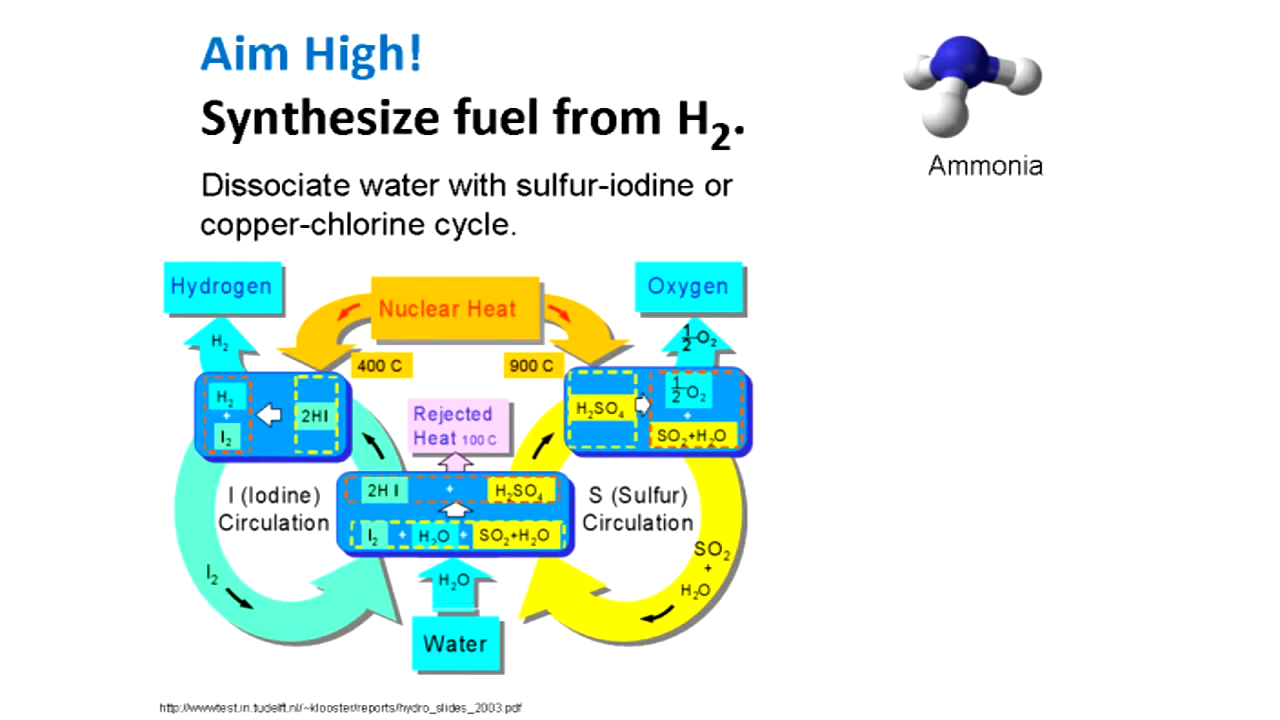 Aim High!
Synthesize fuel from H₂.
Ammonia
Dissociate water with sulfur-iodine or
copper-chlorine cycle.
Hydrogen
Nuclear Heat
Oxygen
H₂
½O₂
400 C
900 C
H₂
+
I₂
2HI
Rejected
Heat 100 C
H₂SO₄
½O₂
+
SO₂+H₂O
2H I
+
H₂SO₄
I₂ + H₂O + SO₂+H₂O
I (Iodine)
Circulation
S (Sulfur)
Circulation
I₂
H₂O
SO₂
+
H₂O
Water
http://wwwtest.iri.tudelft.nl/~klooster/reports/hydro_slides_2003.pdf